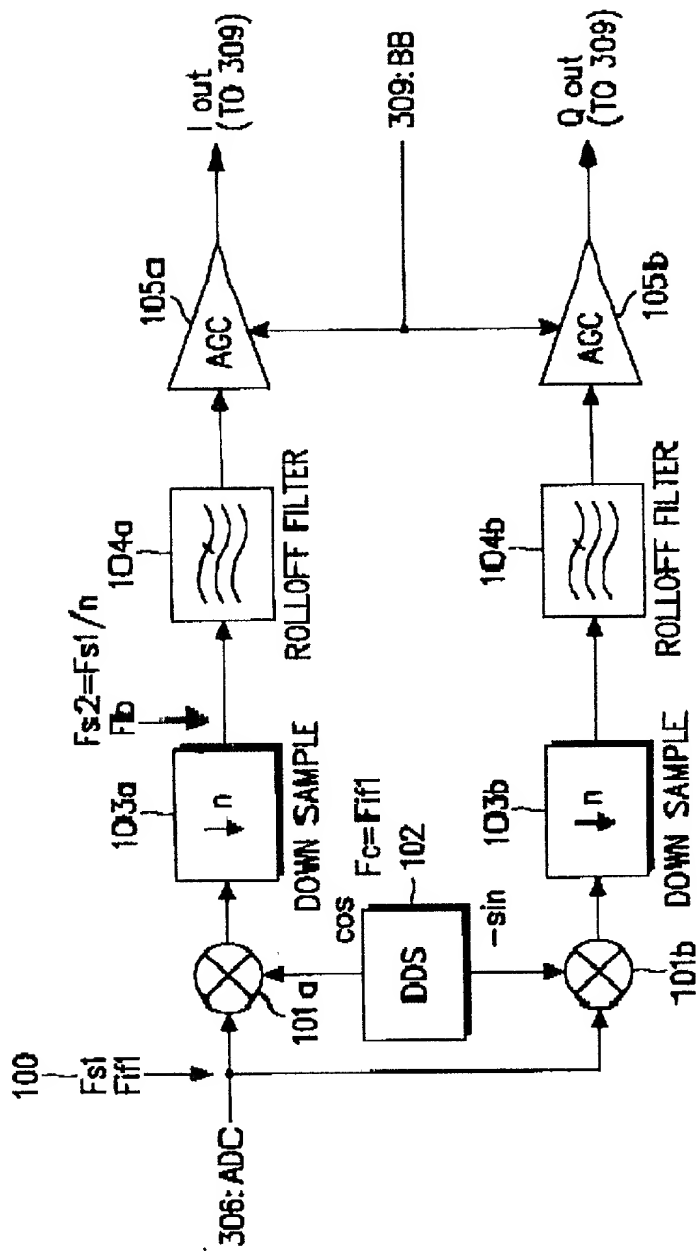 306:ADC
100
Fs1
Fif1
101a
cos
Fc=Fif1
102
DDS
-sin
101b
103a
n
DOWN SAMPLE
Fs2=Fs1/n
Fb
104a
ROLLOFF FILTER
105a
AGC
I out
(TO 309)
309:BB
103b
n
DOWN SAMPLE
104b
ROLLOFF FILTER
105b
AGC
Q out
(TO 309)